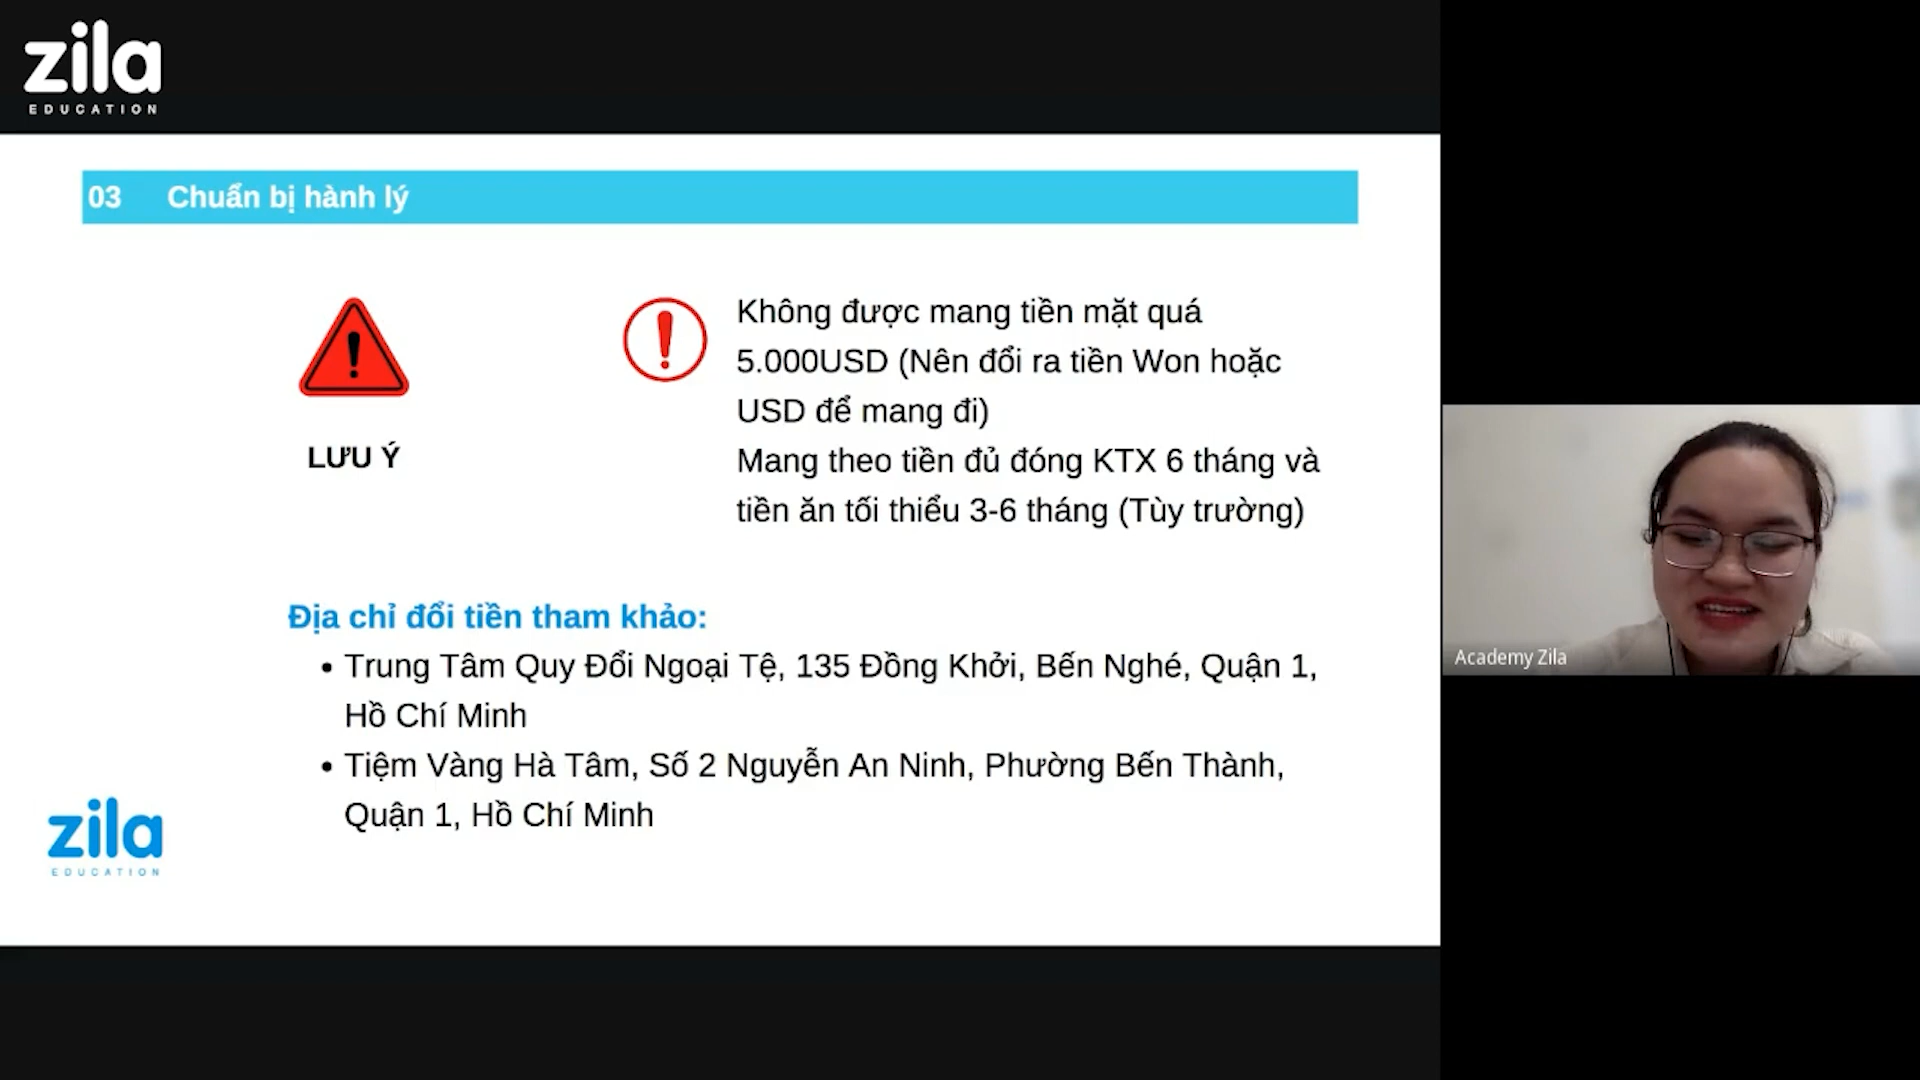 zila
EDUCATION
03 Chuẩn bị hành lý
LƯU Ý
Không được mang tiền mặt quá
5.000USD (Nên đổi ra tiền Won hoặc
USD để mang đi)
Mang theo tiền đủ đóng KTX 6 tháng và
tiền ăn tối thiểu 3-6 tháng (Tùy trường)
Địa chỉ đổi tiền tham khảo:
• Trung Tâm Quy Đổi Ngoại Tệ, 135 Đồng Khởi, Bến Nghé, Quận 1,
Hồ Chí Minh
• Tiệm Vàng Hà Tâm, Số 2 Nguyễn An Ninh, Phường Bến Thành,
Quận 1, Hồ Chí Minh
zila
EDUCATION
Academy Zila